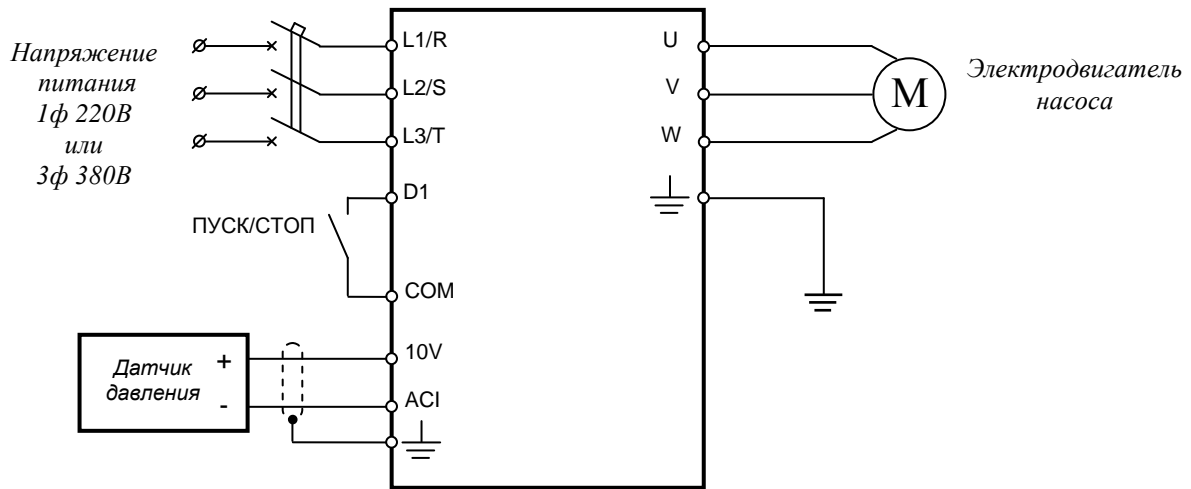 Напряжение
питания
1ф 220В
или
3ф 380В
L1/R
L2/S
L3/T
D1
ПУСК/СТОП
COM
Датчик
давления
+
-
10V
ACI
U
V
W
M
Электродвигатель
насоса